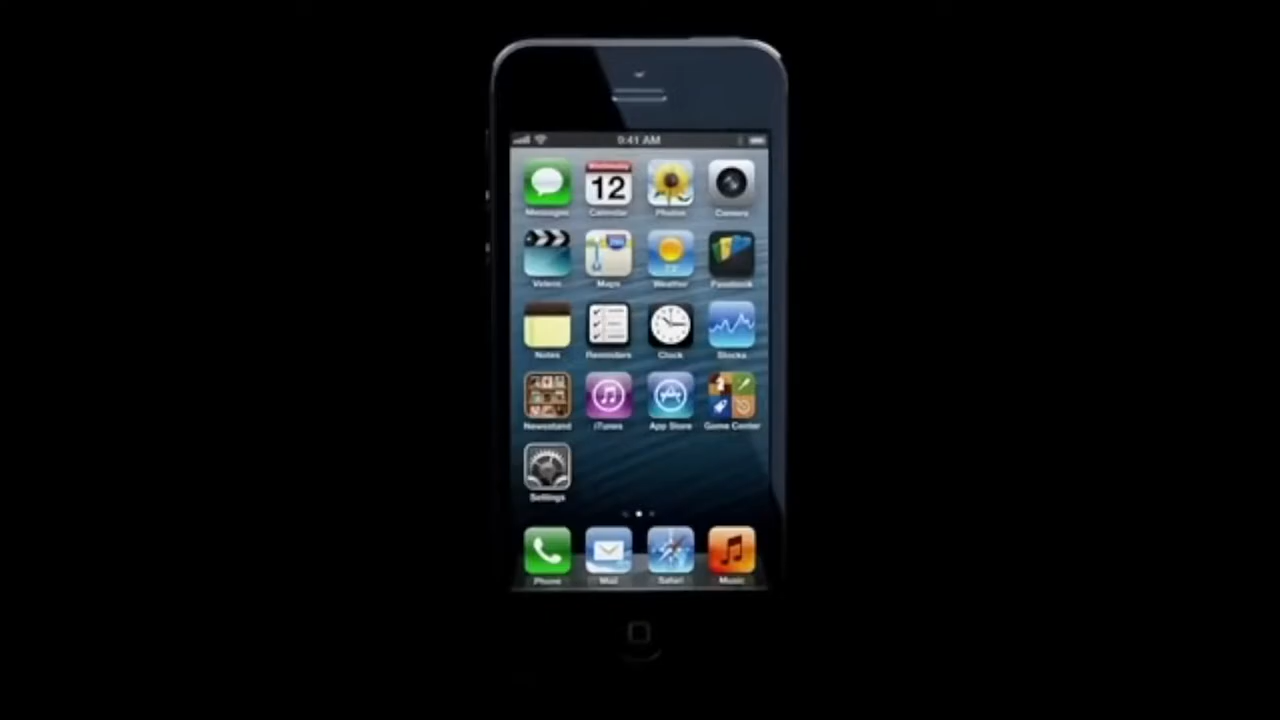 9:41 AM
Wednesday
12
Messages Calendar Photos Camera
Videos Maps Weather Passbook
Notes Reminders Clock Stocks
Newsstand iTunes App Store Game Center
Settings
Phone Mail Safari Music